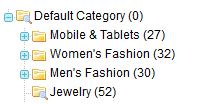 Default Category (0)
Mobile & Tablets (27)
Women's Fashion (32)
Men's Fashion (30)
Jewelry (52)